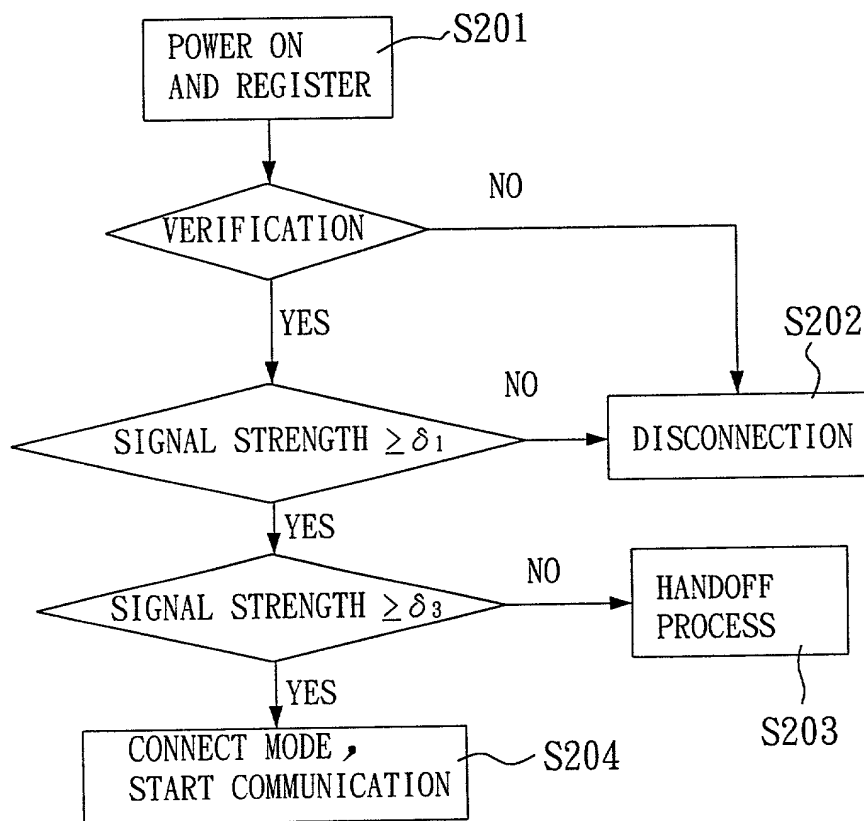 POWER ON
AND REGISTER
S201
VERIFICATION
NO
YES
S202
SIGNAL STRENGTH ≥ δ1
NO
DISCONNECTION
YES
SIGNAL STRENGTH ≥ δ3
NO
HANDOFF
PROCESS
S203
YES
CONNECT MODE,
START COMMUNICATION
S204